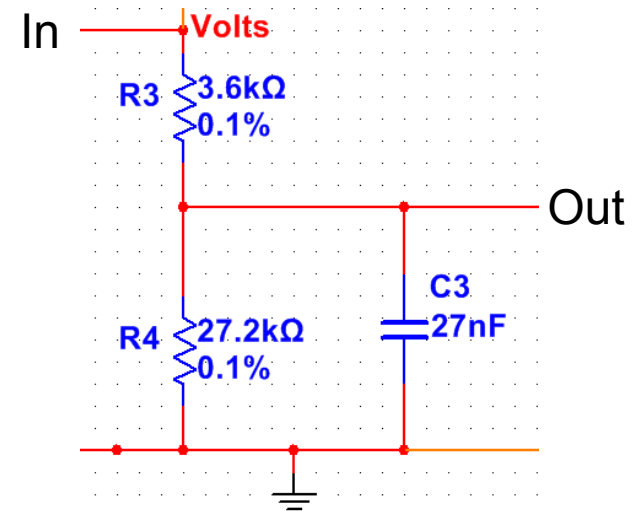 In
Volts
R3
3.6kΩ
0.1%
Out
C3
27nF
R4
27.2kΩ
0.1%